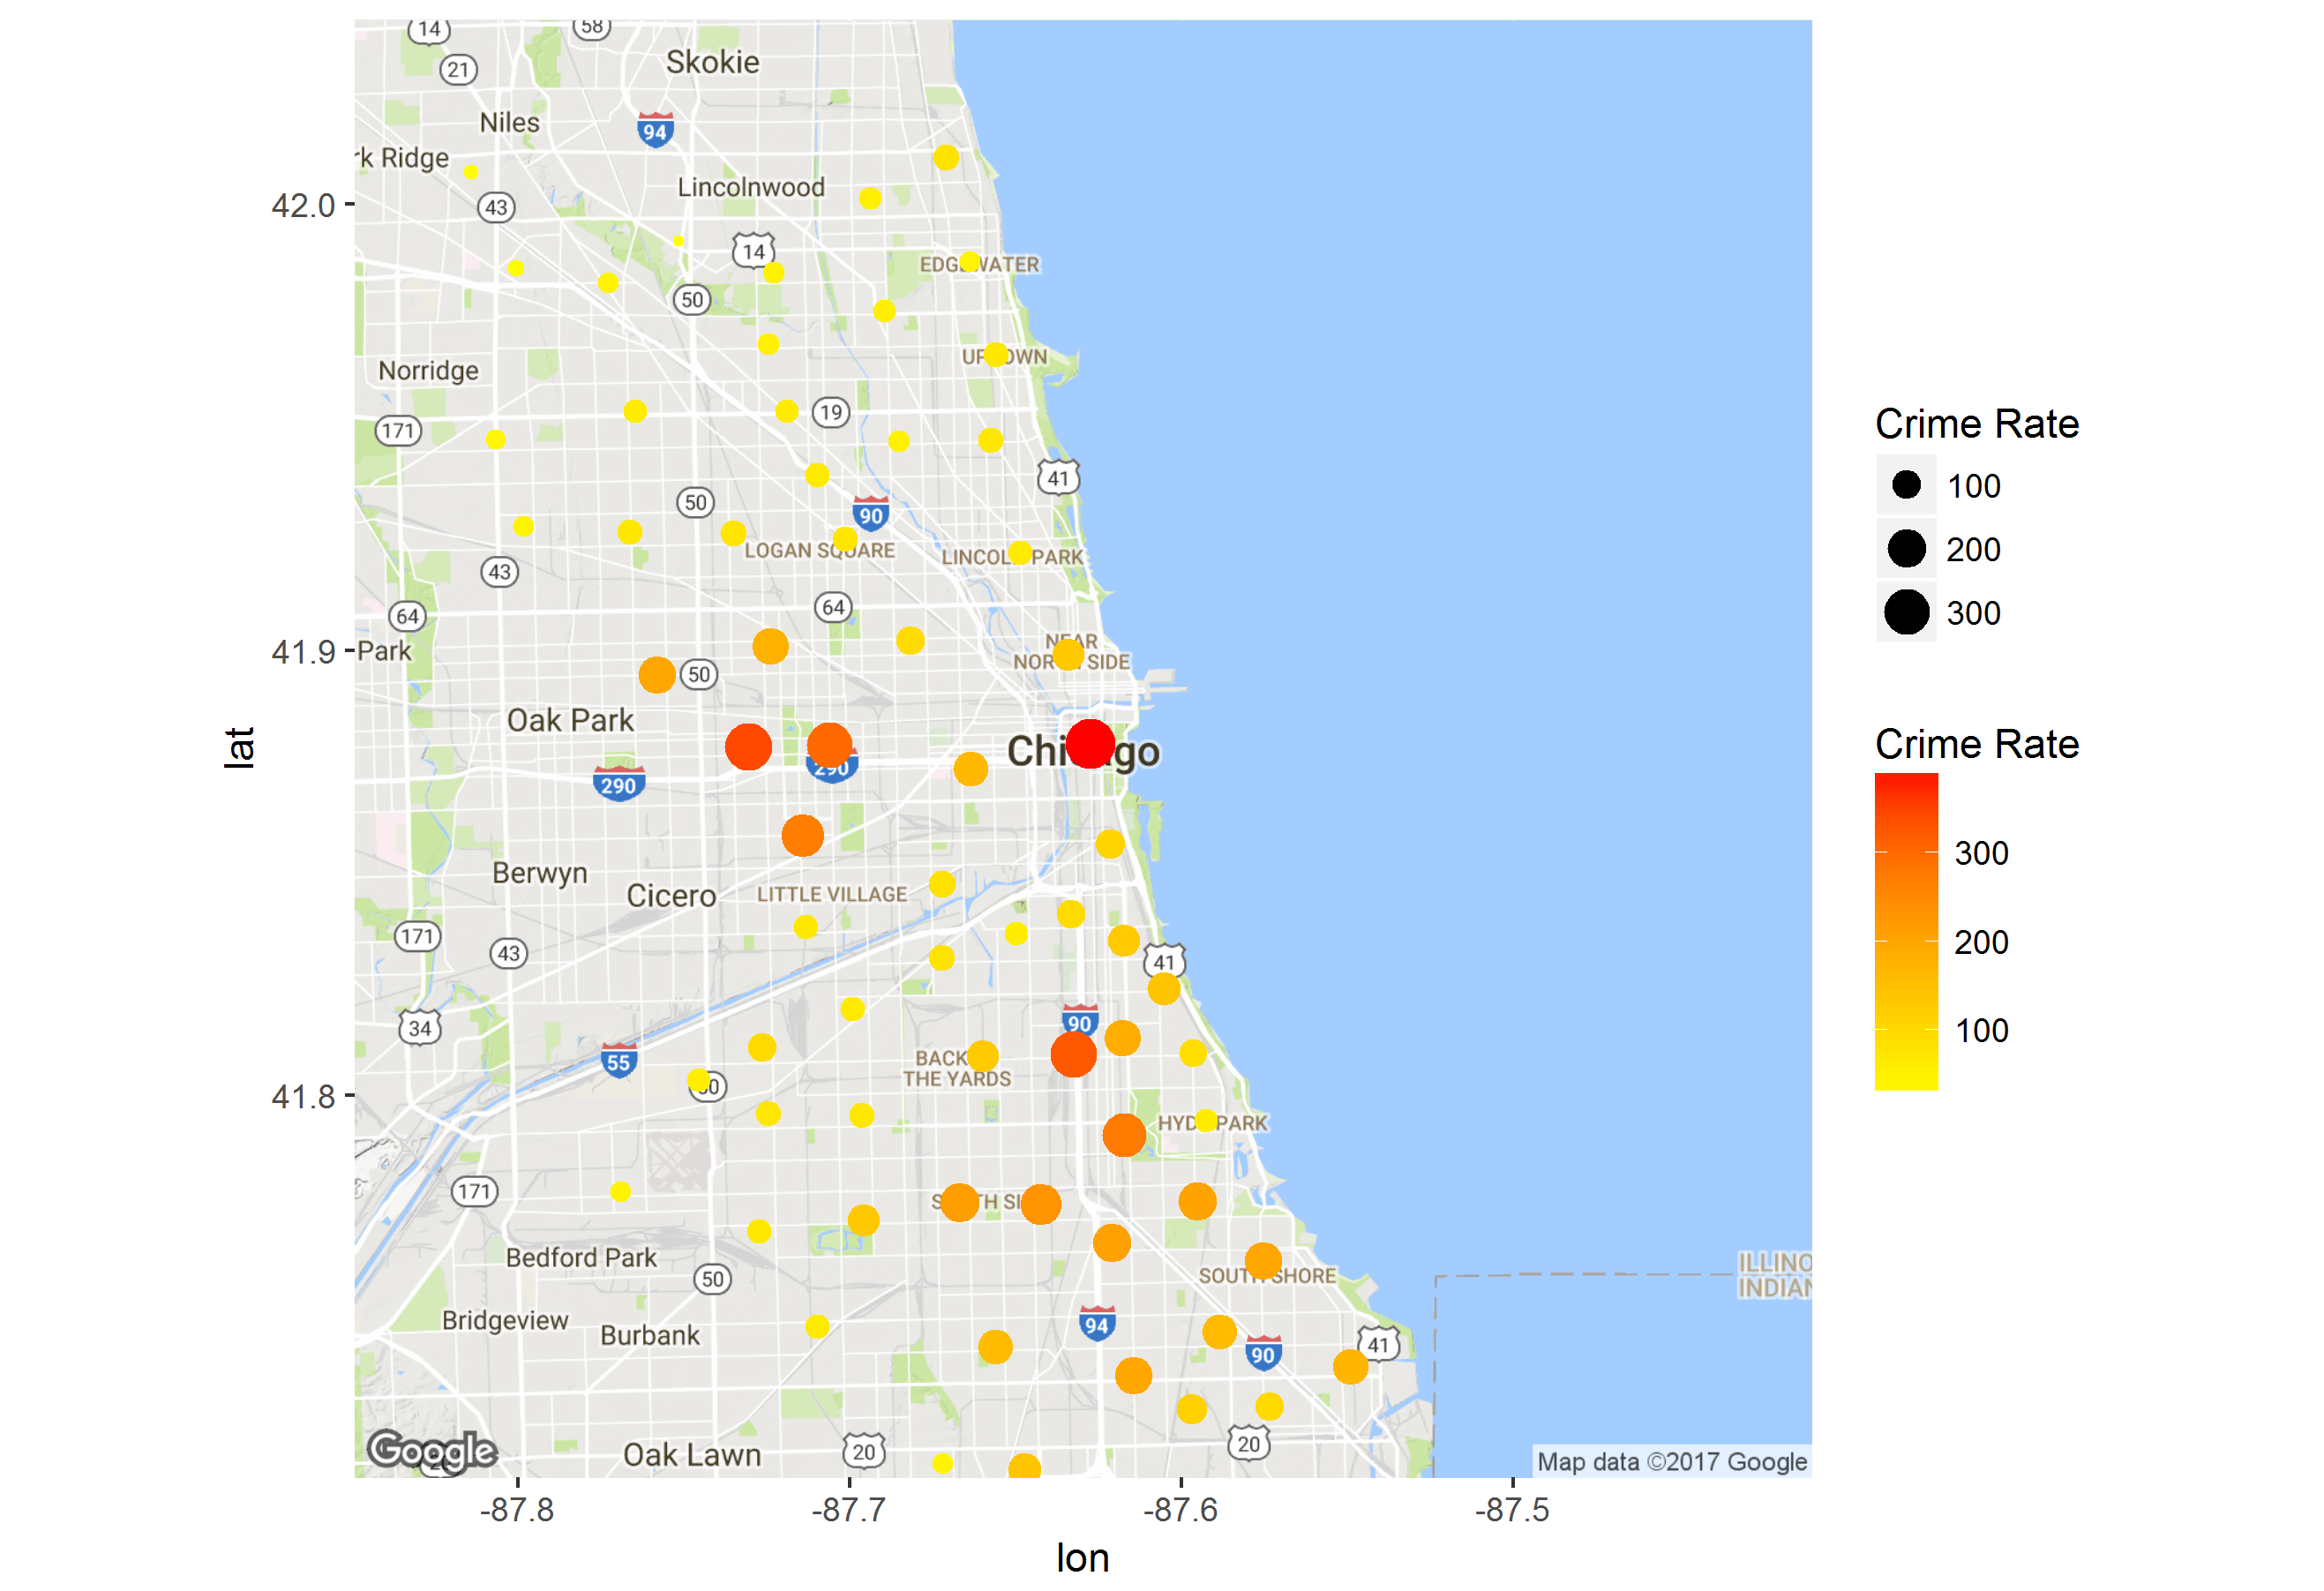 14
58
21
Skokie
Niles
94
rk Ridge
Lincolnwood
43
42.0
14
EDGEWATER
50
UPTOWN
Norridge
19
171
41
50
90
LOGAN SQUARE
LINCOLN PARK
43
64
64
41.9
Park
NEAR
NORTH SIDE
50
Oak Park
Chicago
290
290
Berwyn
Cicero
LITTLE VILLAGE
171
43
41
34
90
55
BACK
THE YARDS
50
41.8
HYDE PARK
171
SOUTH SIDE
Bedford Park
50
SOUTH SHORE
ILLINO
INDIAN
Bridgeview
Burbank
94
90
41
Google
Oak Lawn
20
20
Map data ©2017 Google
-87.8
-87.7
-87.6
-87.5
lon
lat
Crime Rate
100
200
300
Crime Rate
300
200
100